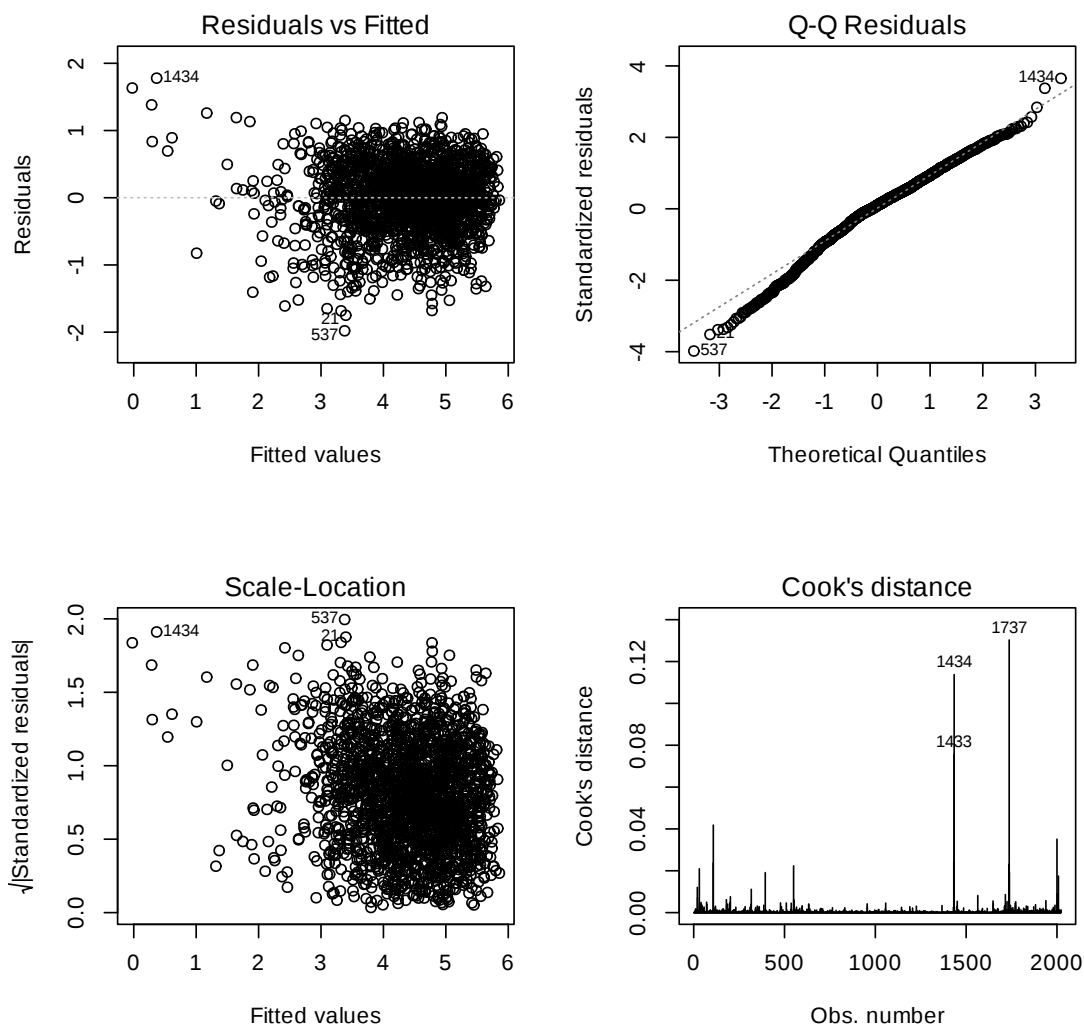 Residuals vs Fitted
Residuals
2
1
0
-1
-2
1434
21
537
0 1 2 3 4 5 6
Fitted values
Q-Q Residuals
Standardized residuals
4
2
0
-2
-4
1434
21
537
-3 -2 -1 0 1 2 3
Theoretical Quantiles
Scale-Location
√|Standardized residuals|
2.0
1.5
1.0
0.5
0.0
537
1434
21
0 1 2 3 4 5 6
Fitted values
Cook's distance
Cook's distance
0.12
0.08
0.04
0.00
1737
1434
1433
0 500 1000 1500 2000
Obs. number